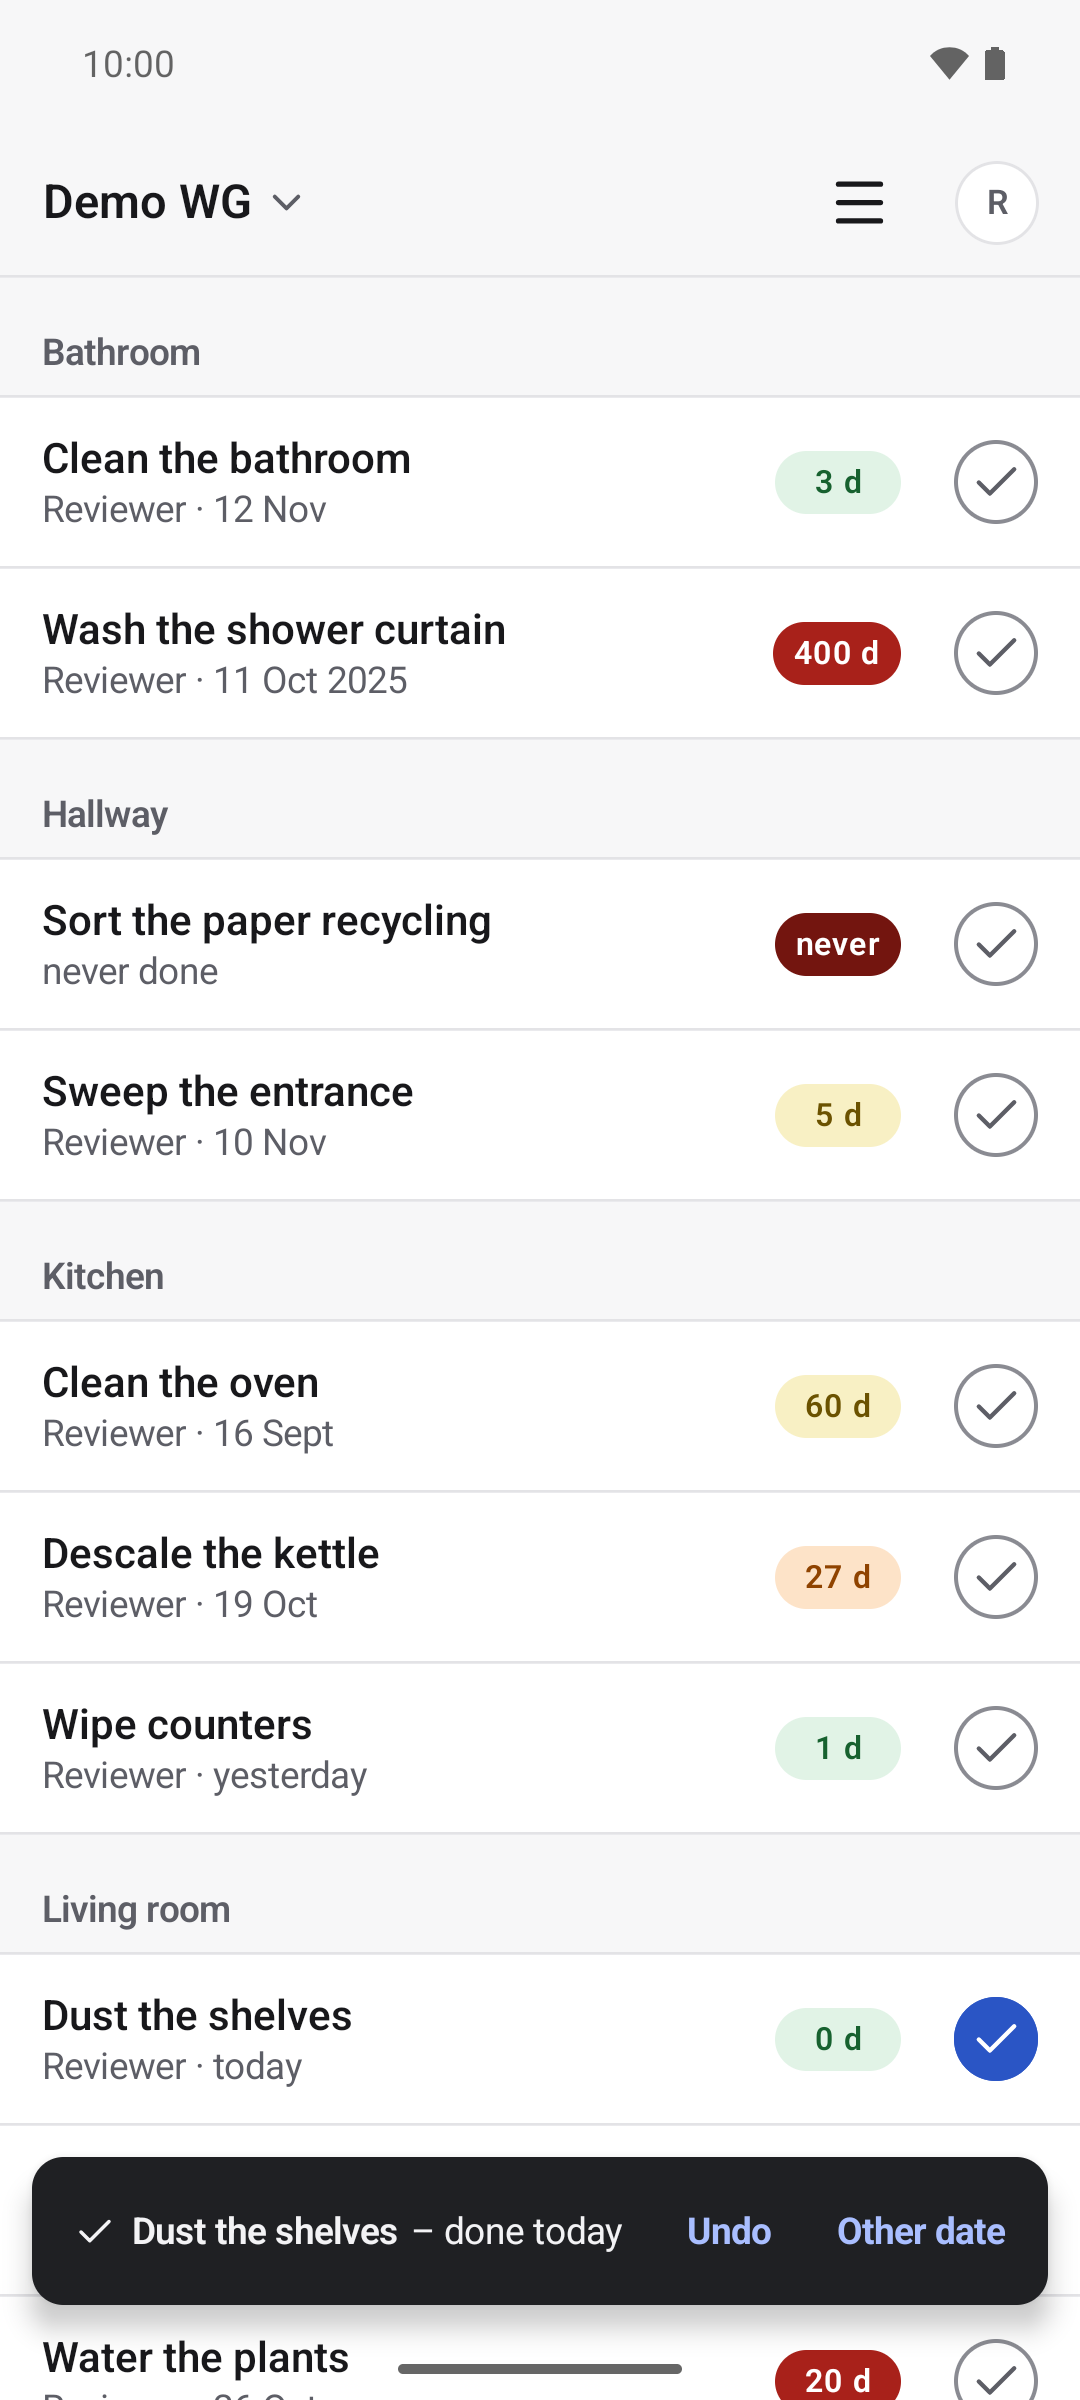 10:00
Demo WG
R
Bathroom
Clean the bathroom
Reviewer · 12 Nov
3 d
Wash the shower curtain
Reviewer · 11 Oct 2025
400 d
Hallway
Sort the paper recycling
never done
never
Sweep the entrance
Reviewer · 10 Nov
5 d
Kitchen
Clean the oven
Reviewer · 16 Sept
60 d
Descale the kettle
Reviewer · 19 Oct
27 d
Wipe counters
Reviewer · yesterday
1 d
Living room
Dust the shelves
Reviewer · today
0 d
Dust the shelves – done today
Undo
Other date
Water the plants
20 d